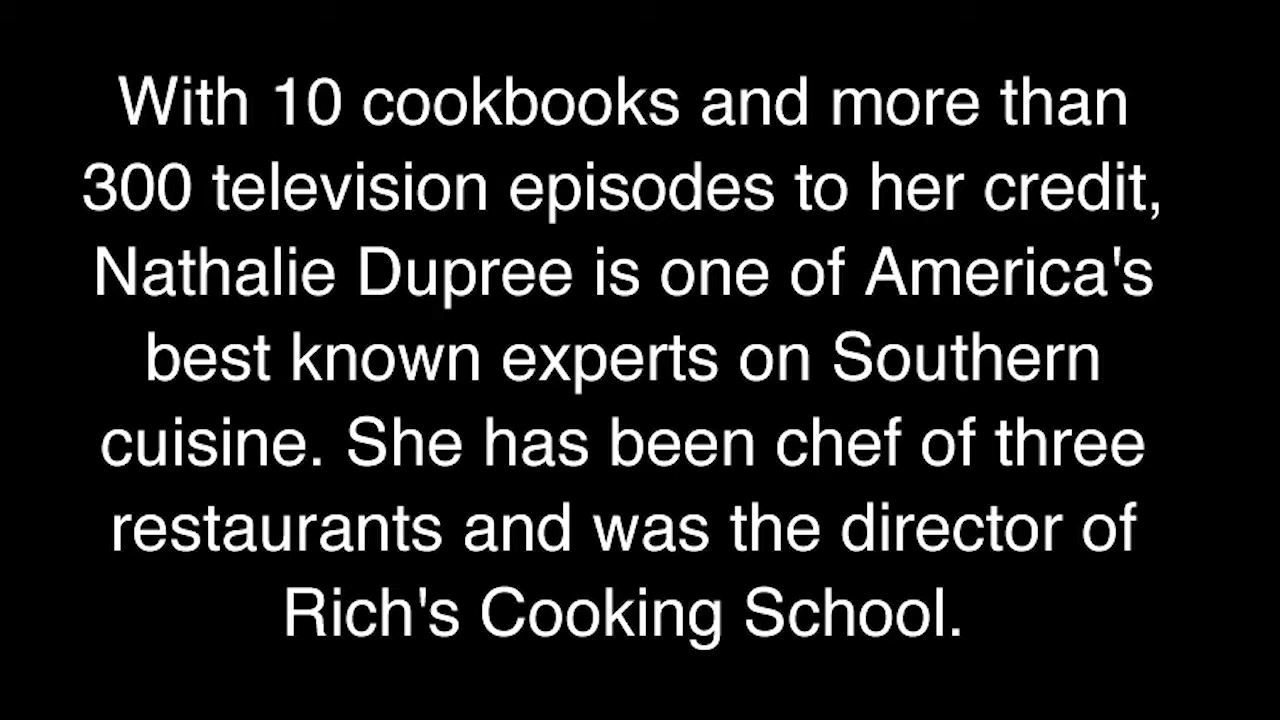 With 10 cookbooks and more than
300 television episodes to her credit,
Nathalie Dupree is one of America's
best known experts on Southern
cuisine. She has been chef of three
restaurants and was the director of
Rich's Cooking School.